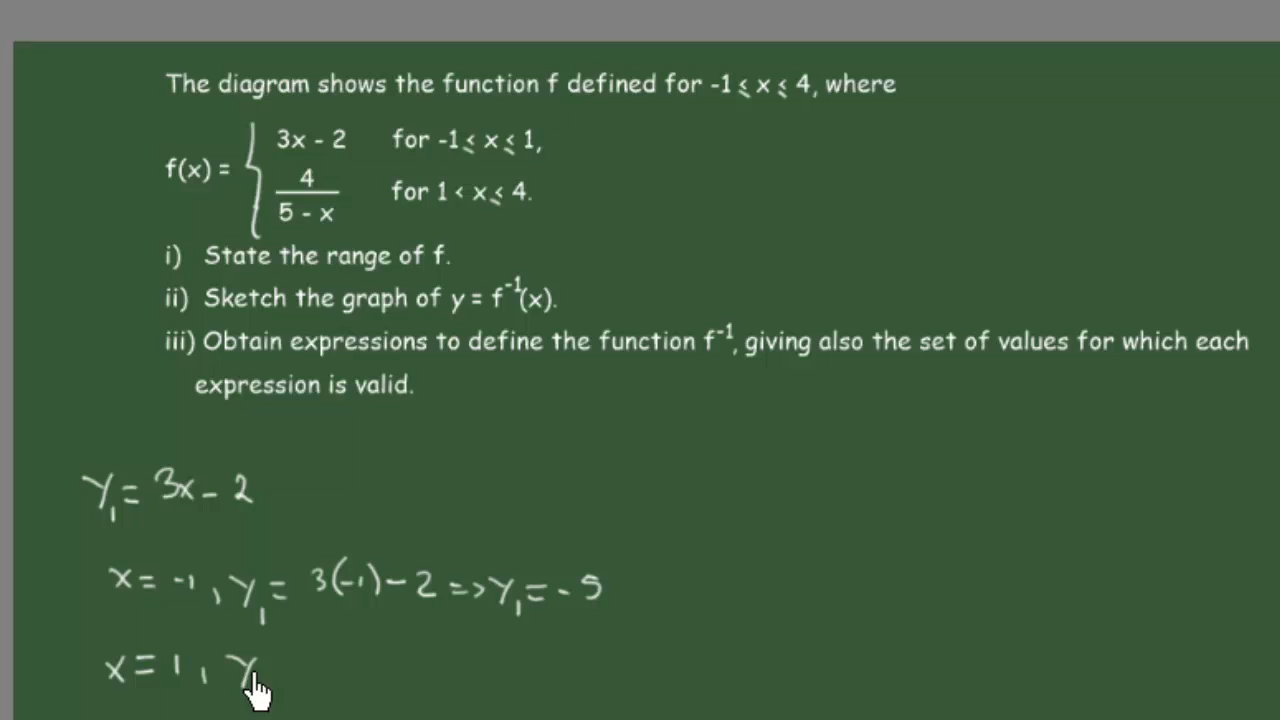 The diagram shows the function f defined for -1 ≤ x ≤ 4, where
f(x) = { 3x - 2 for -1 ≤ x ≤ 1,
4/(5 - x) for 1 < x ≤ 4.
i) State the range of f.
ii) Sketch the graph of y = f⁻¹(x).
iii) Obtain expressions to define the function f⁻¹, giving also the set of values for which each
expression is valid.
y₁ = 3x - 2
x = -1, y₁ = 3(-1) - 2 => y₁ = -5
x = 1, y